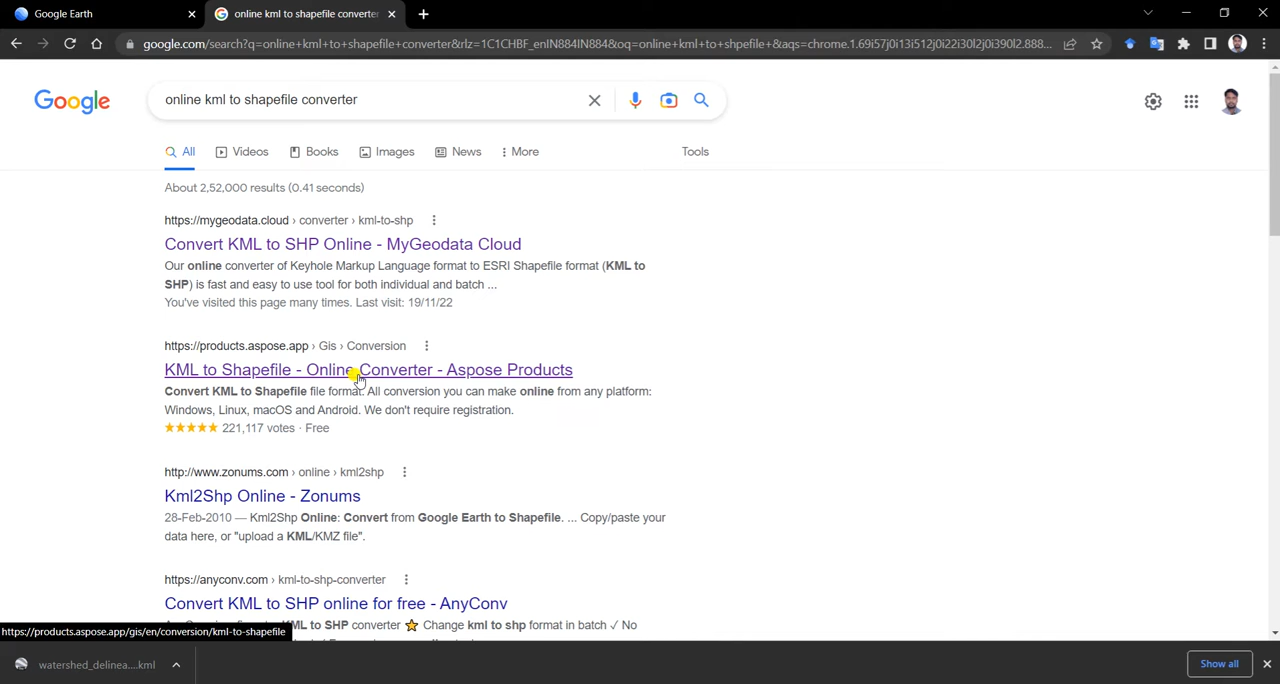 Google Earth
online kml to shapefile converter
google.com/search?q=online+kml+to+shapefile+converter&rlz=1C1CHBF_enIN884IN884&oq=online+kml+to+shpefile+&aqs=chrome.1.69i57j0i13i512j0i22i30l2j0i390l2.888...
Google
online kml to shapefile converter
All
Videos
Books
Images
News
More
Tools
About 2,52,000 results (0.41 seconds)
https://mygeodata.cloud › converter › kml-to-shp
Convert KML to SHP Online - MyGeodata Cloud
Our online converter of Keyhole Markup Language format to ESRI Shapefile format (KML to
SHP) is fast and easy to use tool for both individual and batch ...
You've visited this page many times. Last visit: 19/11/22
https://products.aspose.app › Gis › Conversion
KML to Shapefile - Online Converter - Aspose Products
Convert KML to Shapefile file format. All conversion you can make online from any platform:
Windows, Linux, macOS and Android. We don't require registration.
221,117 votes · Free
http://www.zonums.com › online › kml2shp
Kml2Shp Online - Zonums
28-Feb-2010 — Kml2Shp Online: Convert from Google Earth to Shapefile. ... Copy/paste your
data here, or "upload a KML/KMZ file".
https://anyconv.com › kml-to-shp-converter
Convert KML to SHP online for free - AnyConv
KML to SHP converter ⭐ Change kml to shp format in batch ✓ No
https://products.aspose.app/gis/en/conversion/kml-to-shapefile
watershed_delinea....kml
Show all